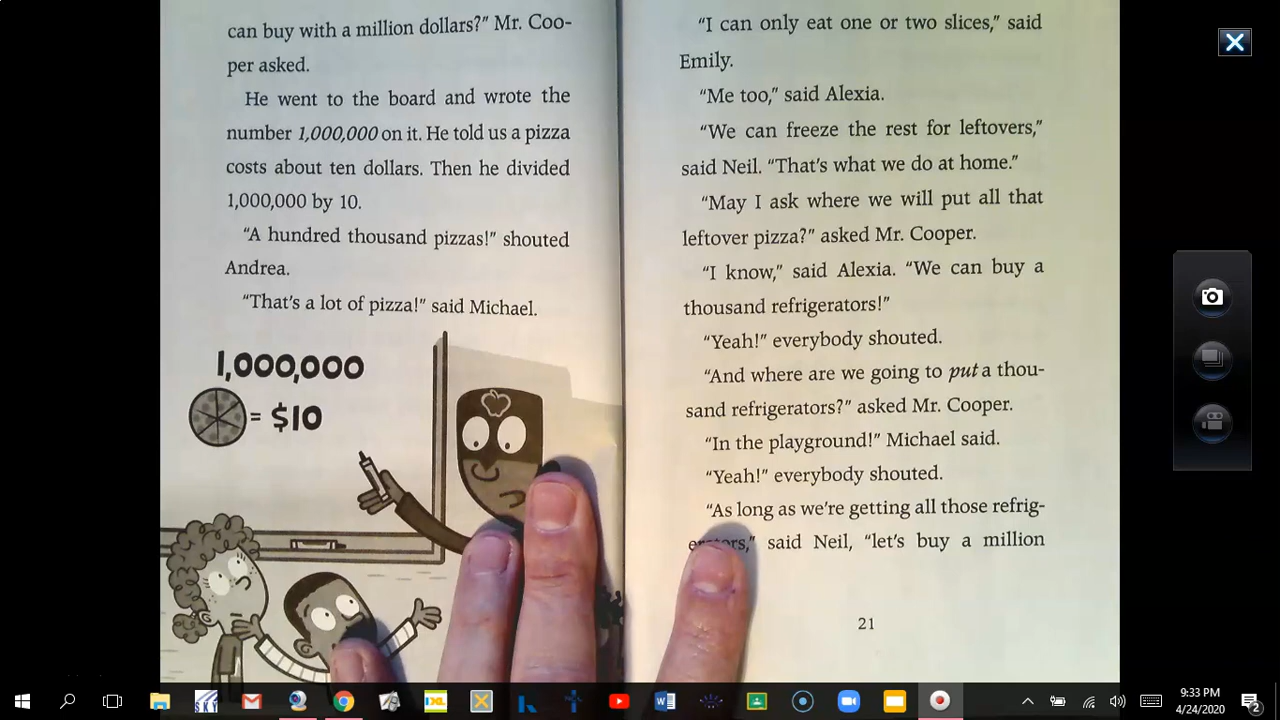 can buy with a million dollars?” Mr. Coo-
per asked.
He went to the board and wrote the
number 1,000,000 on it. He told us a pizza
costs about ten dollars. Then he divided
1,000,000 by 10.
“A hundred thousand pizzas!” shouted
Andrea.
“That’s a lot of pizza!” said Michael.
1,000,000
= $10
“I can only eat one or two slices,” said
Emily.
“Me too,” said Alexia.
“We can freeze the rest for leftovers,”
said Neil. “That’s what we do at home.”
“May I ask where we will put all that
leftover pizza?” asked Mr. Cooper.
“I know,” said Alexia. “We can buy a
thousand refrigerators!”
“Yeah!” everybody shouted.
“And where are we going to put a thou-
sand refrigerators?” asked Mr. Cooper.
“In the playground!” Michael said.
“Yeah!” everybody shouted.
“As long as we’re getting all those refrig-
erators,” said Neil, “let’s buy a million
21
IXL
9:33 PM
4/24/2020
2